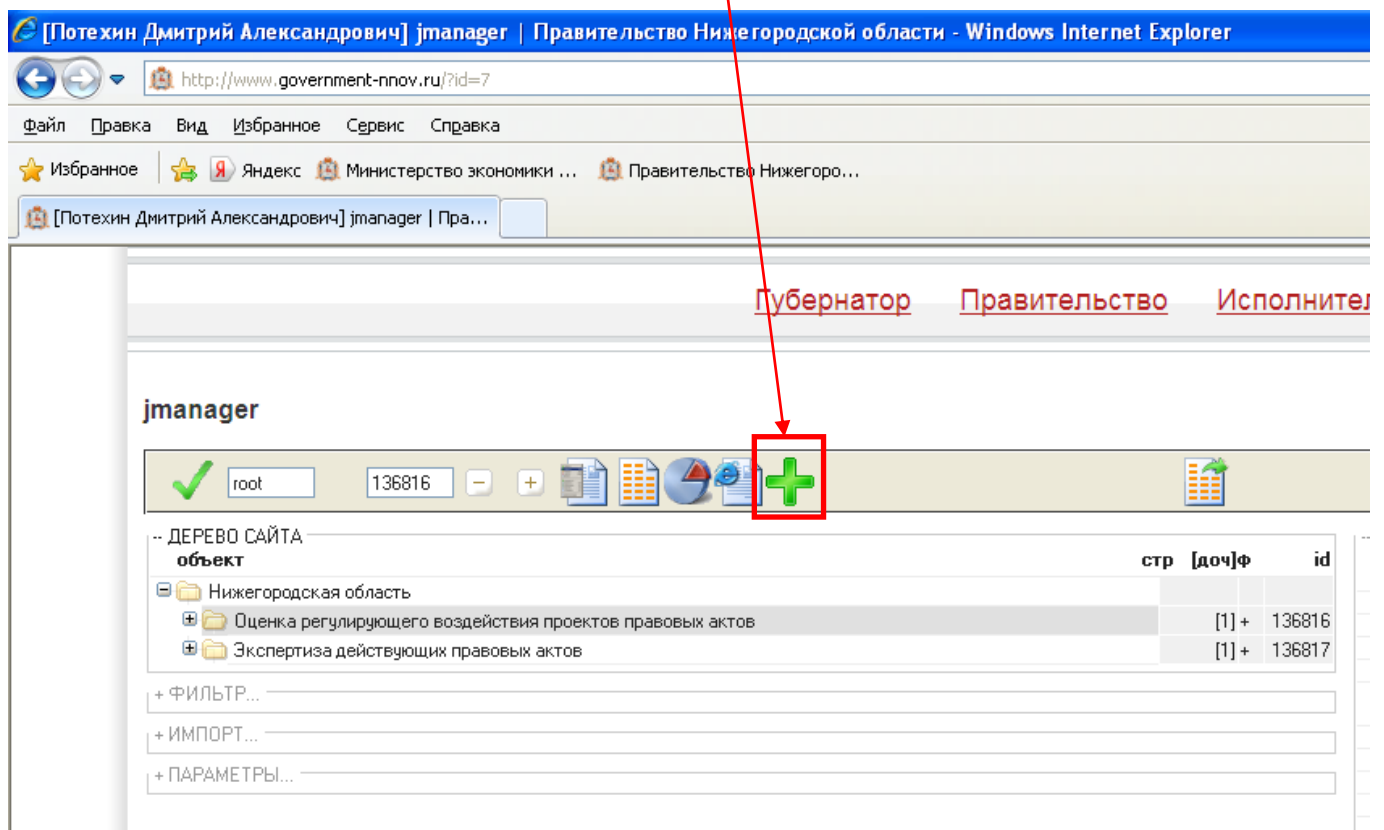 [Потехин Дмитрий Александрович] jmanager | Правительство Нижегородской области - Windows Internet Explorer
http://www.government-nnov.ru/?id=7
Файл Правка Вид Избранное Сервис Справка
Избранное Яндекс Министерство экономики ... Правительство Нижегоро...
[Потехин Дмитрий Александрович] jmanager | Пра...
Губернатор Правительство Исполнител
jmanager
root 136816
-- ДЕРЕВО САЙТА
объект стр [доч]ф id
Нижегородская область
Оценка регулирующего воздействия проектов правовых актов [1] + 136816
Экспертиза действующих правовых актов [1] + 136817
+ ФИЛЬТР...
+ ИМПОРТ...
+ ПАРАМЕТРЫ...